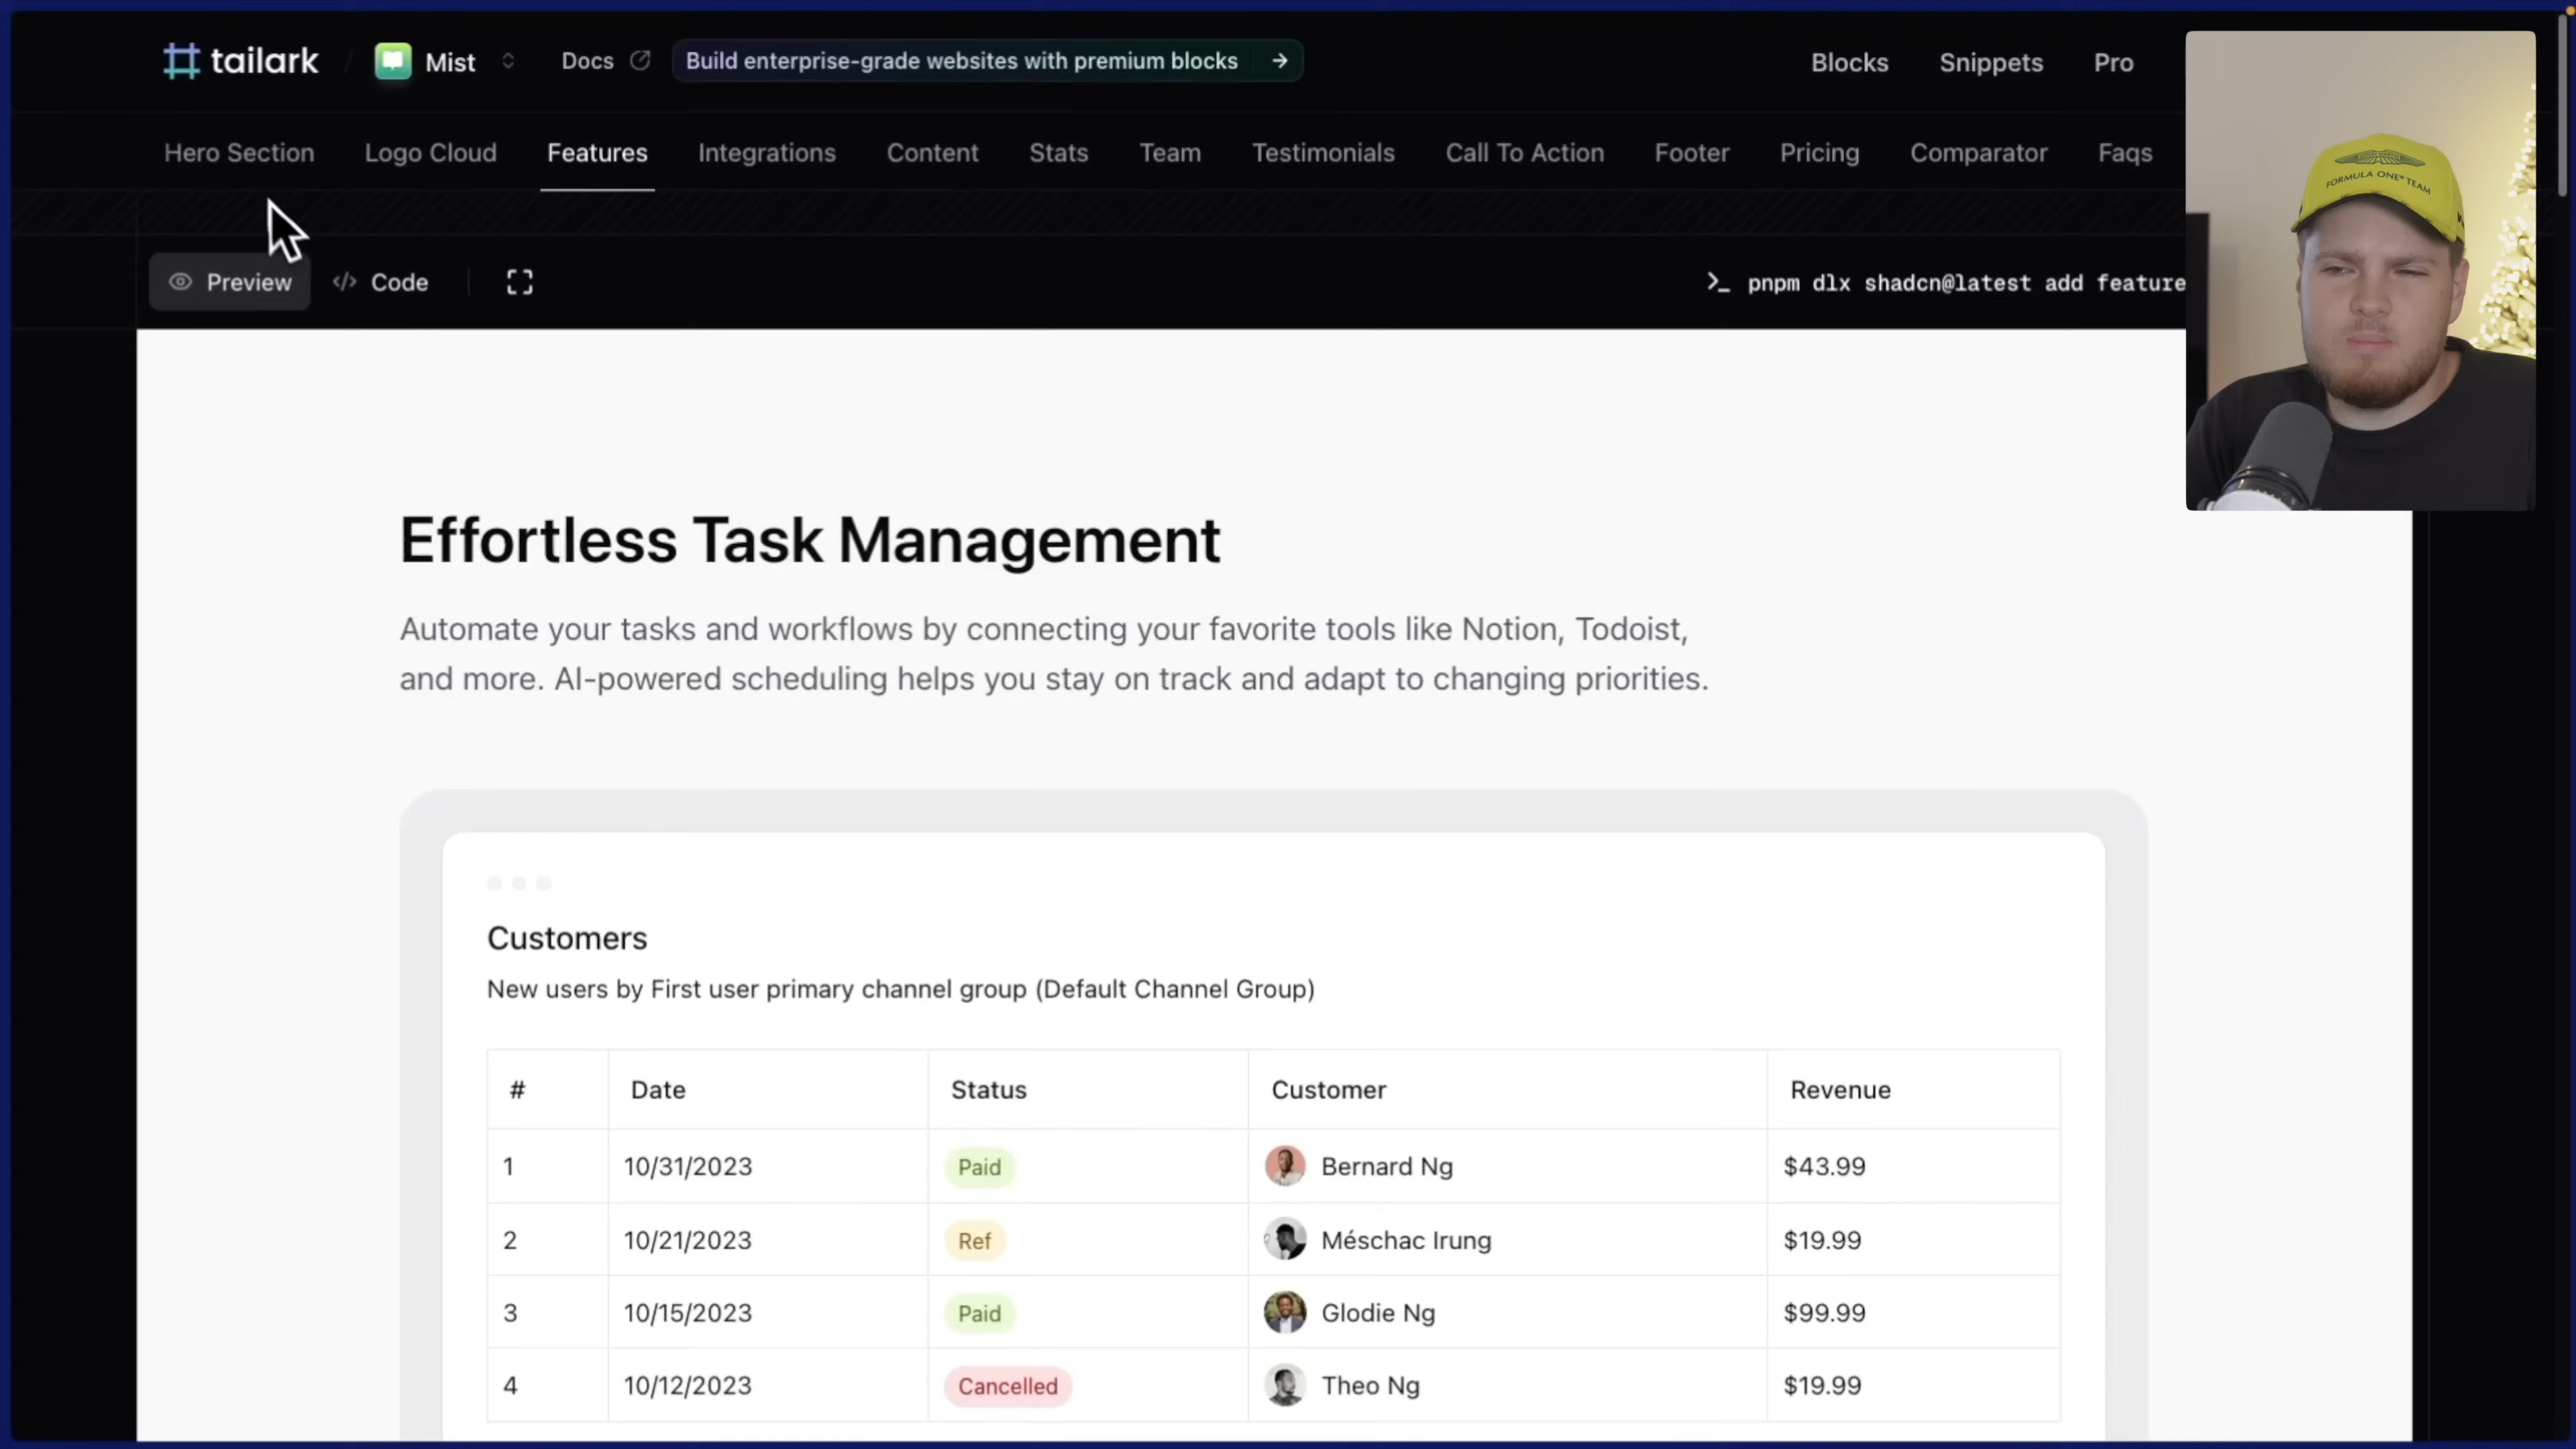 tailark / Mist Docs Build enterprise-grade websites with premium blocks → Blocks Snippets Pro
Hero Section Logo Cloud Features Integrations Content Stats Team Testimonials Call To Action Footer Pricing Comparator Faqs
Preview </> Code >_ pnpm dlx shadcn@latest add feature
FORMULA ONE® TEAM
Effortless Task Management
Automate your tasks and workflows by connecting your favorite tools like Notion, Todoist,
and more. AI-powered scheduling helps you stay on track and adapt to changing priorities.
Customers
New users by First user primary channel group (Default Channel Group)
# Date Status Customer Revenue
1 10/31/2023 Paid Bernard Ng $43.99
2 10/21/2023 Ref Méschac Irung $19.99
3 10/15/2023 Paid Glodie Ng $99.99
4 10/12/2023 Cancelled Theo Ng $19.99